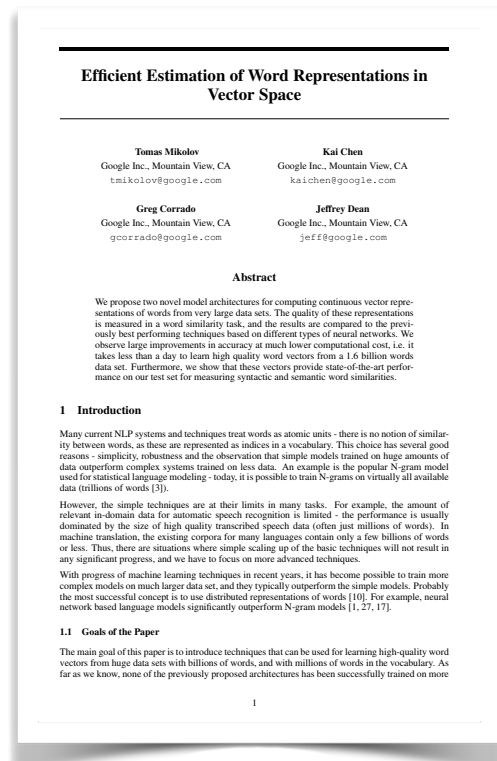 Efficient Estimation of Word Representations in
Vector Space
Tomas Mikolov
Google Inc., Mountain View, CA
tmikolov@google.com
Kai Chen
Google Inc., Mountain View, CA
kaichen@google.com
Greg Corrado
Google Inc., Mountain View, CA
gcorrado@google.com
Jeffrey Dean
Google Inc., Mountain View, CA
jeff@google.com
Abstract
We propose two novel model architectures for computing continuous vector repre-
sentations of words from very large data sets. The quality of these representations
is measured in a word similarity task, and the results are compared to the previ-
ously best performing techniques based on different types of neural networks. We
observe large improvements in accuracy at much lower computational cost, i.e. it
takes less than a day to learn high quality word vectors from a 1.6 billion words
data set. Furthermore, we show that these vectors provide state-of-the-art perfor-
mance on our test set for measuring syntactic and semantic word similarities.
1 Introduction
Many current NLP systems and techniques treat words as atomic units - there is no notion of similar-
ity between words, as these are represented as indices in a vocabulary. This choice has several good
reasons - simplicity, robustness and the observation that simple models trained on huge amounts of
data outperform complex systems trained on less data. An example is the popular N-gram model
used for statistical language modeling - today, it is possible to train N-grams on virtually all available
data (trillions of words [3]).
However, the simple techniques are at their limits in many tasks. For example, the amount of
relevant in-domain data for automatic speech recognition is limited - the performance is usually
dominated by the size of high quality transcribed speech data (often just millions of words). In
machine translation, the existing corpora for many languages contain only a few billions of words
or less. Thus, there are situations where simple scaling up of the basic techniques will not result in
any significant progress, and we have to focus on more advanced techniques.
With progress of machine learning techniques in recent years, it has become possible to train more
complex models on much larger data set, and they typically outperform the simple models. Probably
the most successful concept is to use distributed representations of words [10]. For example, neural
network based language models significantly outperform N-gram models [1, 27, 17].
1.1 Goals of the Paper
The main goal of this paper is to introduce techniques that can be used for learning high-quality word
vectors from huge data sets with billions of words, and with millions of words in the vocabulary. As
far as we know, none of the previously proposed architectures has been successfully trained on more
1